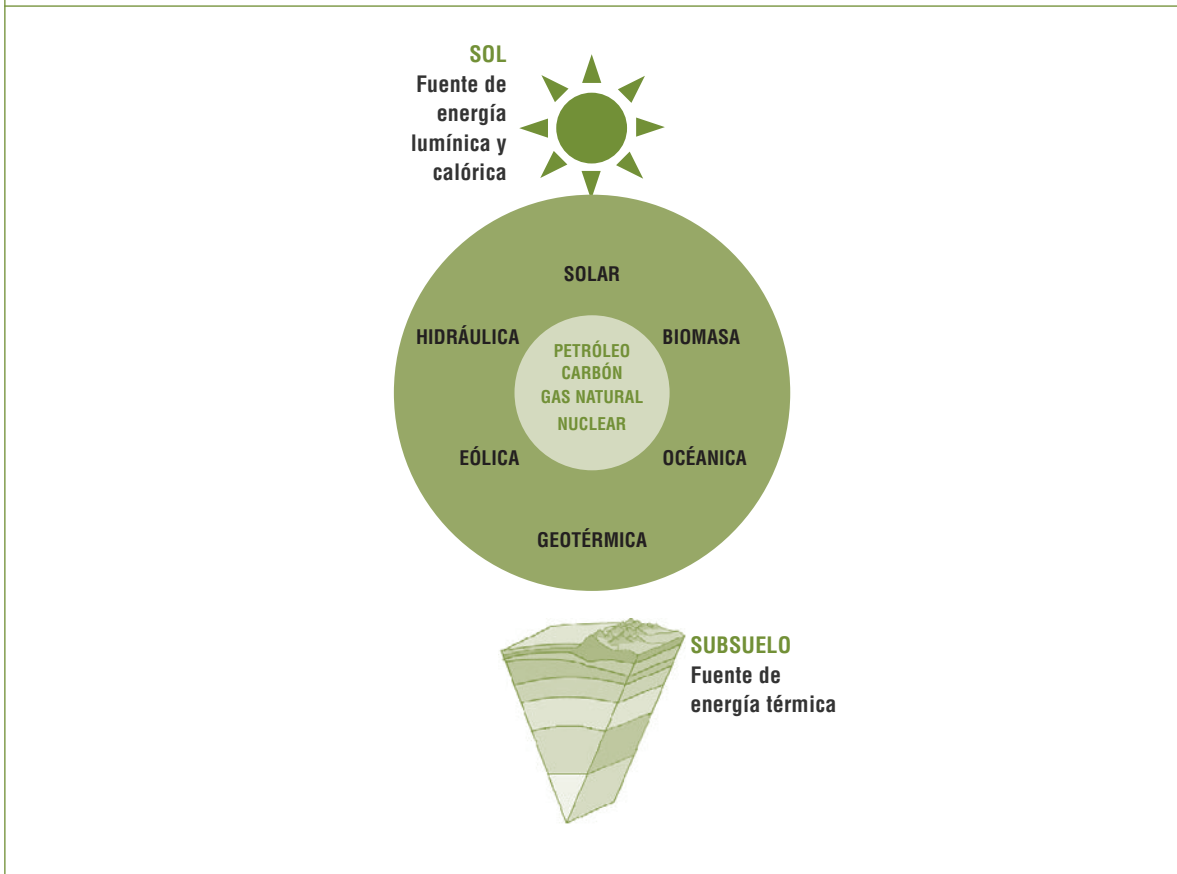 SOL
Fuente de
energía
lumínica y
calórica
SOLAR
HIDRÁULICA
BIOMASA
PETRÓLEO
CARBÓN
GAS NATURAL
NUCLEAR
EÓLICA
OCÉANICA
GEOTÉRMICA
SUBSUELO
Fuente de
energía térmica